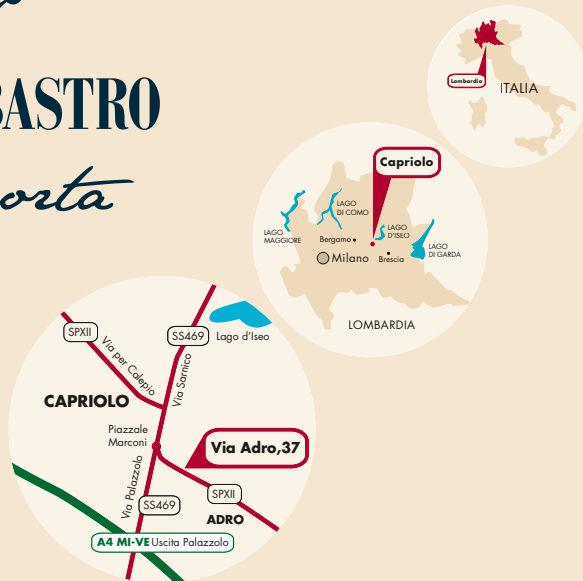 Lombardia
ITALIA
BASTRO
Capriolo
orta
LAGO
DI COMO
LAGO
MAGGIORE
LAGO
D'ISEO
Bergamo
LAGO
DI GARDA
Milano
Brescia
LOMBARDIA
SPXII
SS469
Lago d'Iseo
Via per Calepio
Via Sarnico
CAPRIOLO
Piazzale
Marconi
Via Adro,37
Via Palazzolo
SPXII
SS469
ADRO
A4 MI-VE Uscita Palazzolo